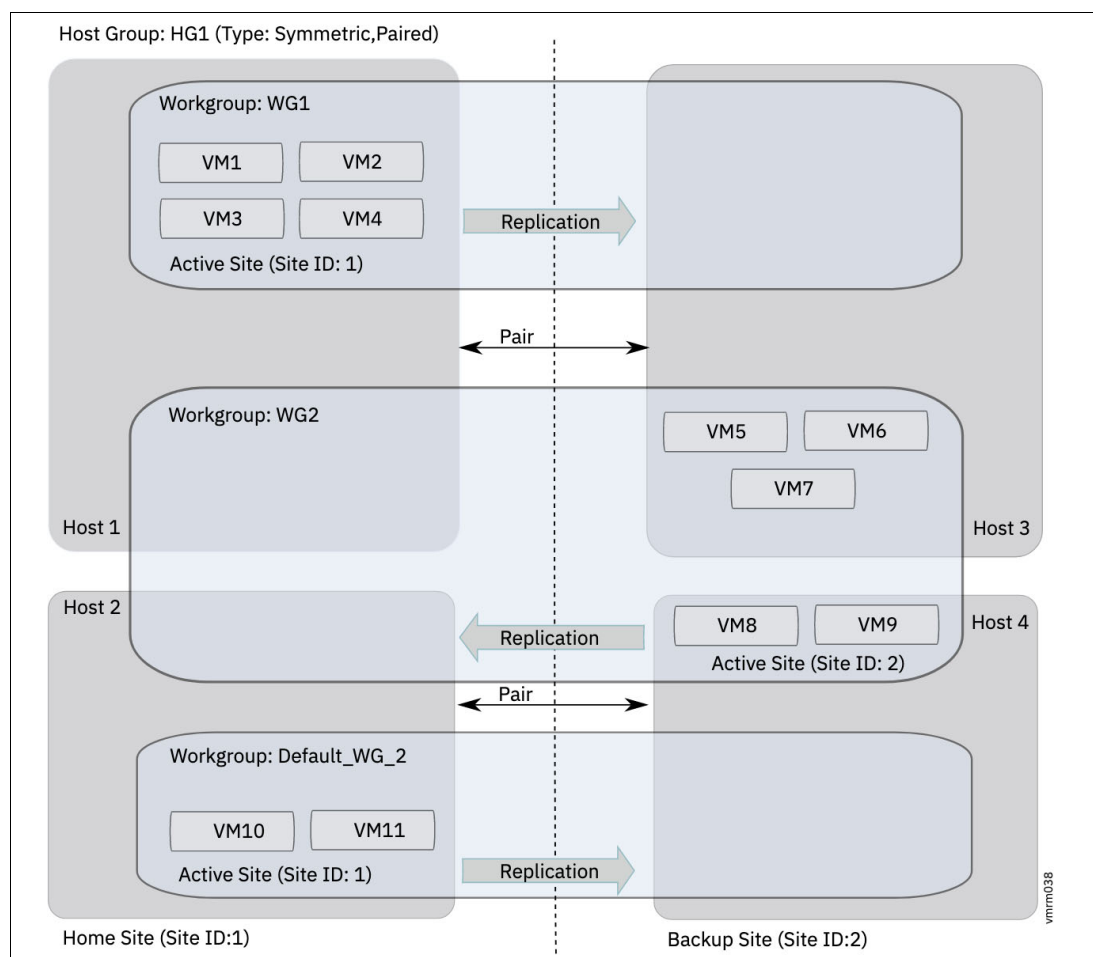 Host Group: HG1 (Type: Symmetric,Paired)
Workgroup: WG1
VM1
VM2
VM3
VM4
Replication
Active Site (Site ID: 1)
Pair
Workgroup: WG2
VM5
VM6
VM7
Host 1
Host 3
Host 2
Replication
VM8
VM9
Host 4
Active Site (Site ID: 2)
Pair
Workgroup: Default_WG_2
VM10
VM11
Active Site (Site ID: 1)
Replication
vmrm038
Home Site (Site ID:1)
Backup Site (Site ID:2)